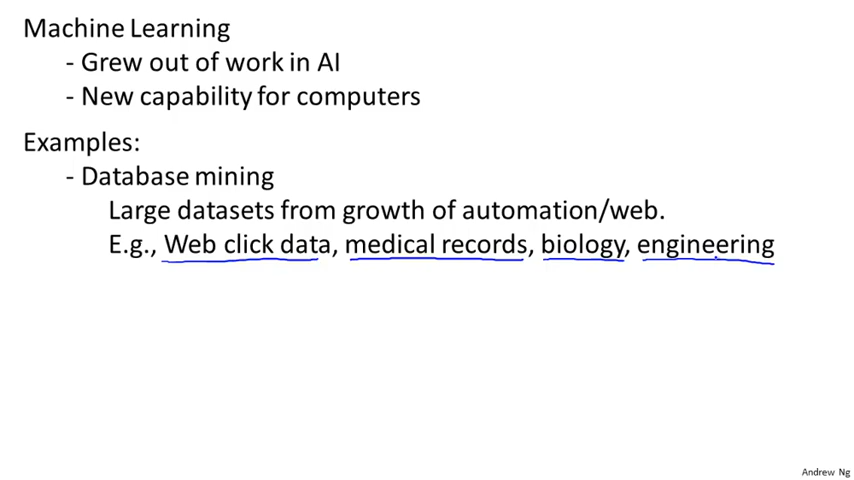 Machine Learning
- Grew out of work in AI
- New capability for computers
Examples:
- Database mining
Large datasets from growth of automation/web.
E.g., Web click data, medical records, biology, engineering
Andrew Ng